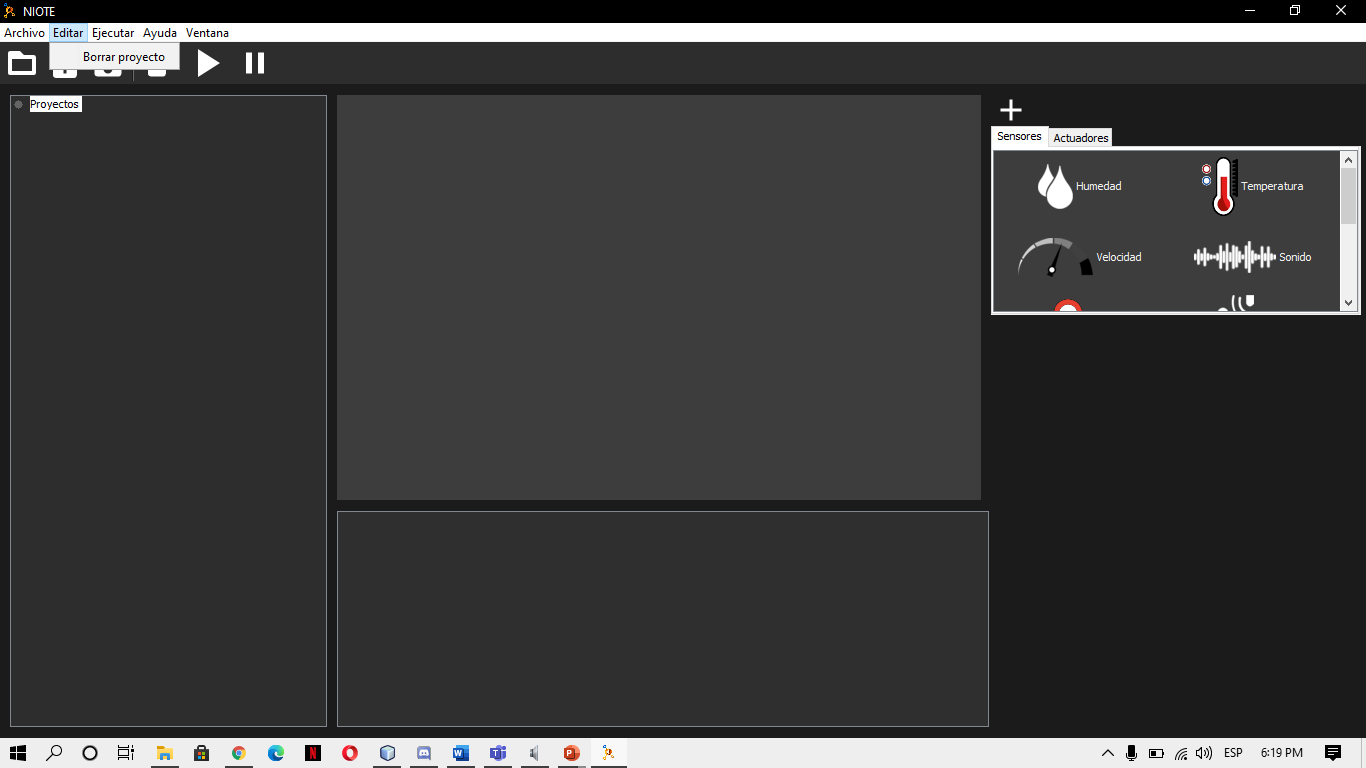 NIOTE
Archivo Editar Ejecutar Ayuda Ventana
Borrar proyecto
Proyectos
Sensores Actuadores
Humedad Temperatura
Velocidad Sonido
ESP 6:19 PM